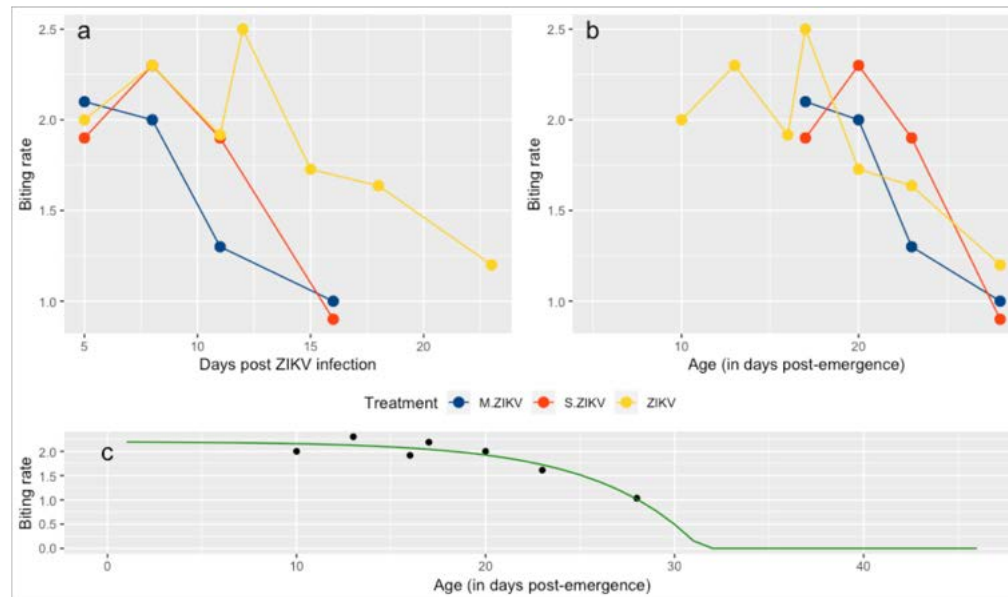 a
2.5
2.0
1.5
1.0
Biting rate
5
10
15
20
Days post ZIKV infection
b
2.5
2.0
1.5
1.0
Biting rate
10
20
Age (in days post-emergence)
Treatment M.ZIKV S.ZIKV ZIKV
c
2.0
1.5
1.0
0.5
0.0
Biting rate
0
10
20
30
40
Age (in days post-emergence)